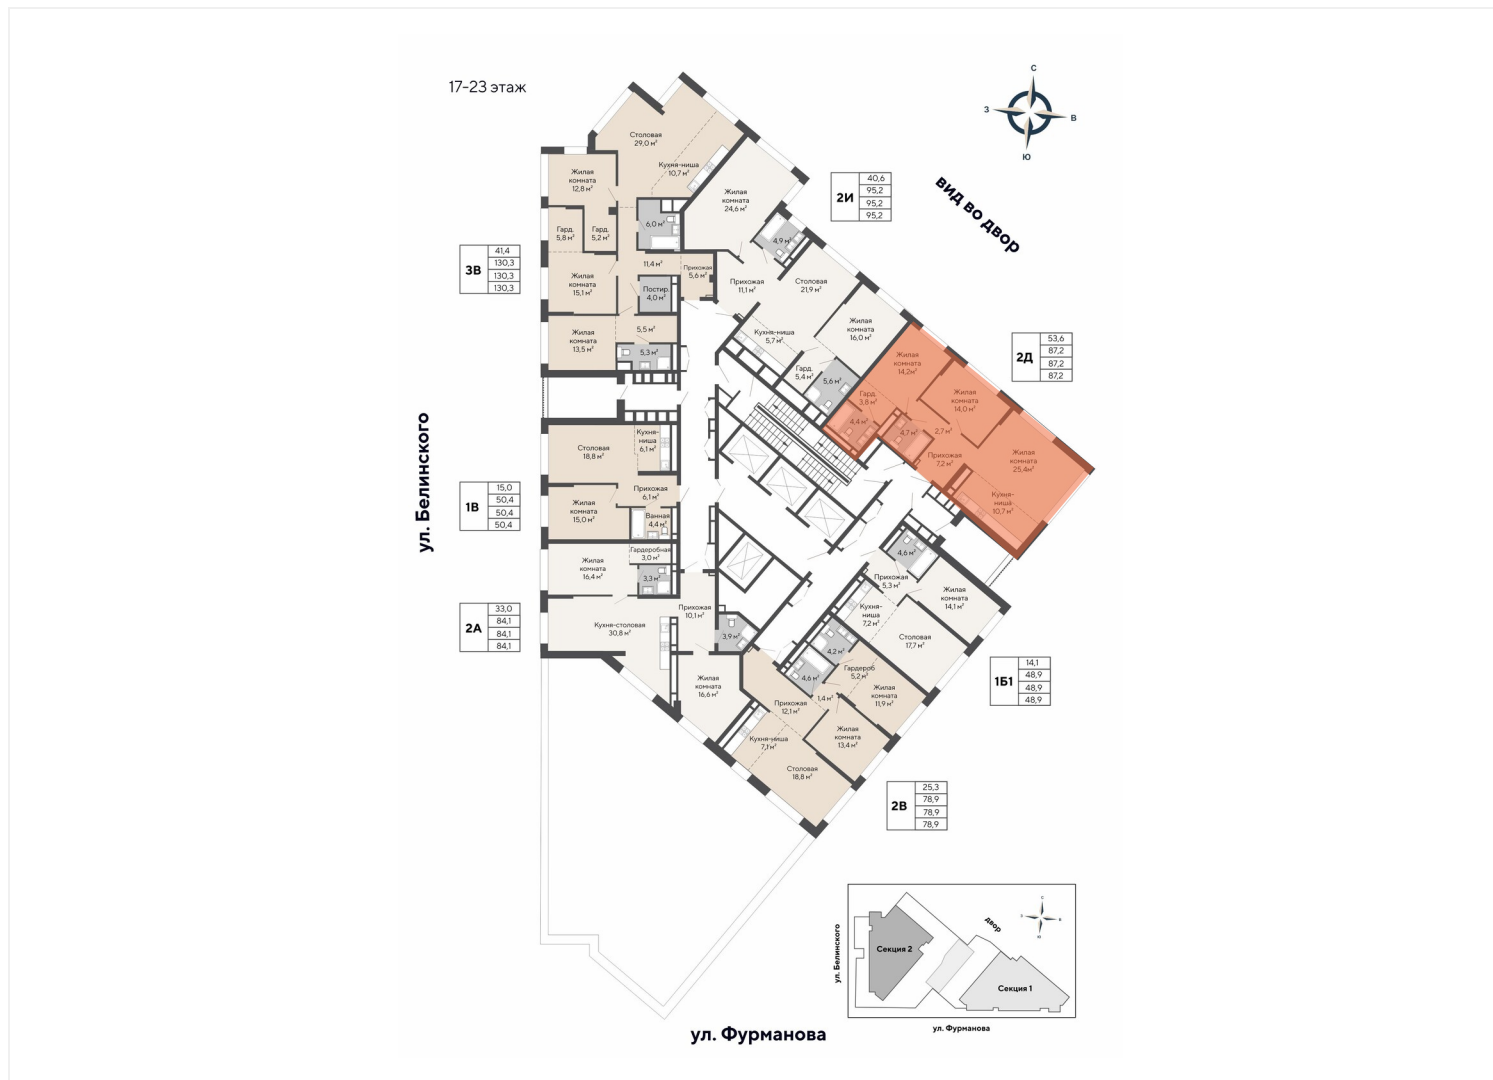 17-23 этаж
С
З
В
Ю
вид во двор
2И
40,6
95,2
95,2
95,2
Столовая
29,0 м²
Кухня-ниша
10,7 м²
Жилая
комната
12,8 м²
Жилая
комната
24,6 м²
Гард.
5,8 м²
Гард.
5,2 м²
6,0 м²
4,9 м²
3В
41,4
130,3
130,3
130,3
11,4 м²
Прихожая
5,6 м²
Жилая
комната
15,1 м²
Постир.
4,0 м²
Прихожая
11,1 м²
Столовая
21,9 м²
Жилая
комната
16,0 м²
Кухня-ниша
5,7 м²
Жилая
комната
13,5 м²
5,5 м²
5,3 м²
Гард.
5,4 м²
5,6 м²
2Д
53,6
87,2
87,2
87,2
Жилая
комната
14,2м²
Жилая
комната
14,0 м²
Гард.
3,8 м²
4,4 м²
4,7 м²
2,7 м²
Прихожая
7,2 м²
Жилая
комната
25,4м²
Кухня-
ниша
10,7 м²
ул. Белинского
Столовая
18,8 м²
Кухня-
ниша
6,1 м²
1В
15,0
50,4
50,4
50,4
Прихожая
6,1 м²
Жилая
комната
15,0 м²
Ванная
4,4 м²
Гардеробная
3,0 м²
Жилая
комната
16,4 м²
3,3 м²
2А
33,0
84,1
84,1
84,1
Прихожая
10,1 м²
Кухня-столовая
30,8 м²
3,9 м²
Жилая
комната
16,6 м²
4,6 м²
Прихожая
5,3 м²
Жилая
комната
14,1 м²
Кухня-
ниша
7,2 м²
Столовая
17,7 м²
1Б1
14,1
48,9
48,9
48,9
4,2 м²
4,6 м²
Гардероб
5,2 м²
1,4 м²
Жилая
комната
11,9 м²
Прихожая
12,1 м²
Жилая
комната
13,4 м²
Кухня-ниша
7,1 м²
Столовая
18,8 м²
2В
25,3
78,9
78,9
78,9
ул. Белинского
Секция 2
двор
Секция 1
ул. Фурманова
ул. Фурманова